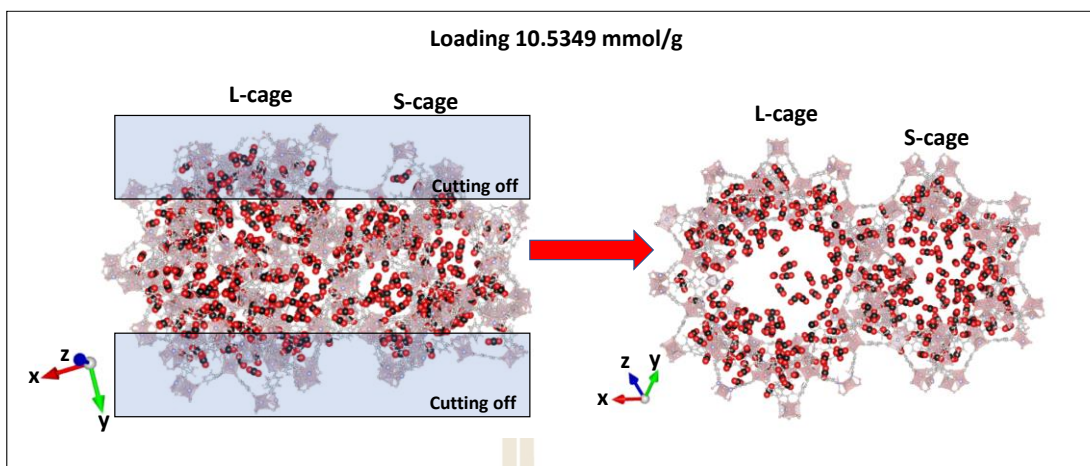 Loading 10.5349 mmol/g
L-cage
S-cage
Cutting off
Cutting off
z
x
y
L-cage
S-cage
z
y
x